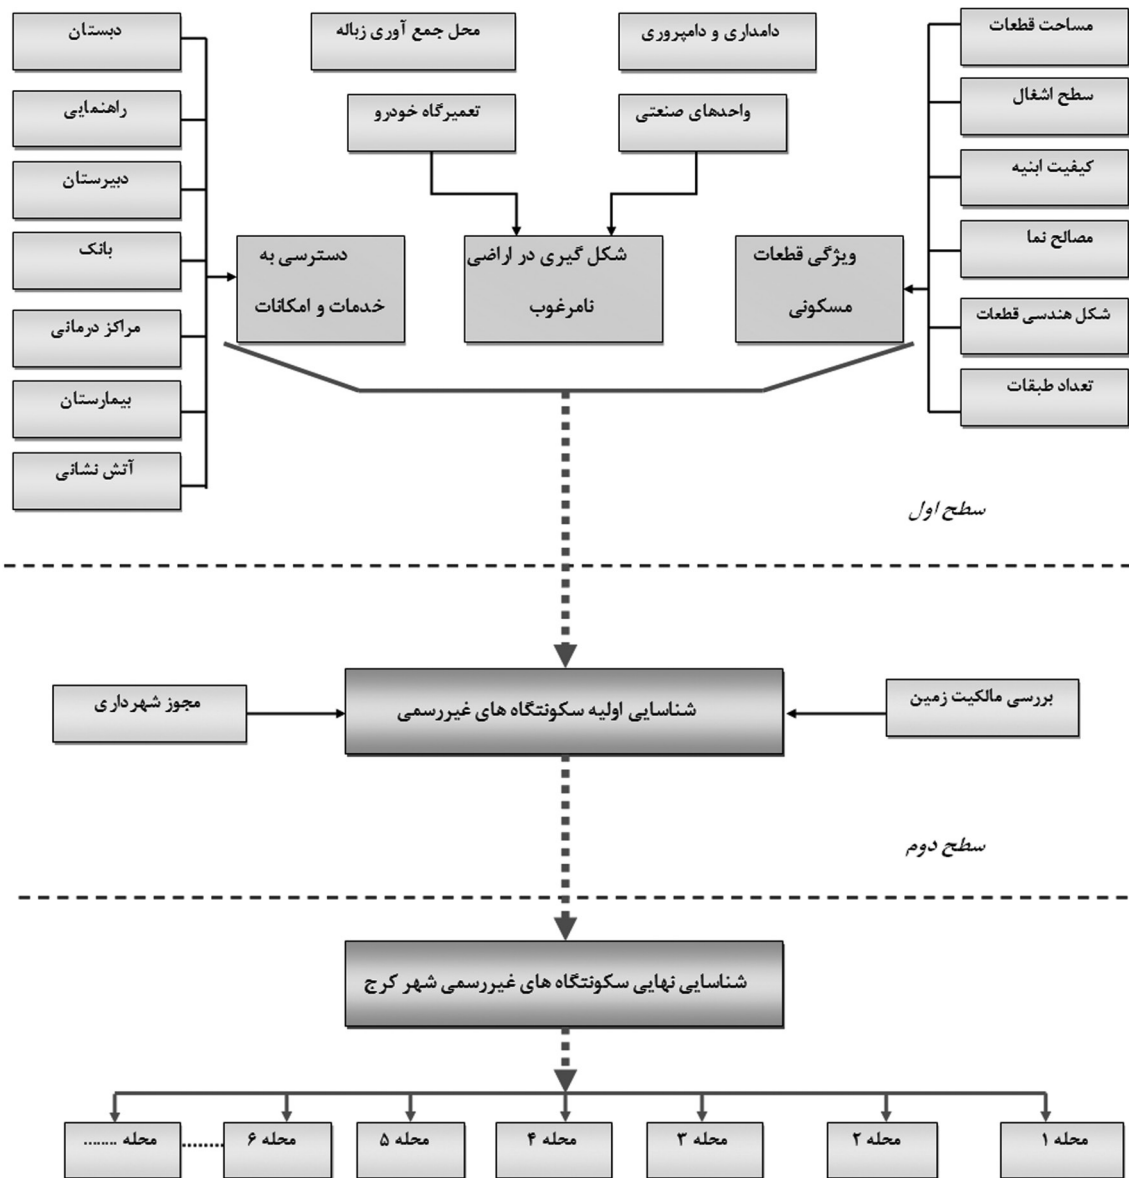 مساحت قطعات
سطح اشغال
کیفیت ابنیه
مصالح نما
شکل هندسی قطعات
تعداد طبقات
دامداری و دامپروری
محل جمع آوری زباله
واحدهای صنعتی
تعمیرگاه خودرو
دبستان
راهنمایی
دبیرستان
بانک
مراکز درمانی
بیمارستان
آتش نشانی
ویژگی قطعات
مسکونی
شکل گیری در اراضی
نامرغوب
دسترسی به
خدمات و امکانات
سطح اول
بررسی مالکیت زمین
شناسایی اولیه سکونتگاه های غیررسمی
مجوز شهرداری
سطح دوم
شناسایی نهایی سکونتگاه های غیررسمی شهر کرج
محله ۱
محله ۲
محله ۳
محله ۴
محله ۵
محله ۶
محله ........